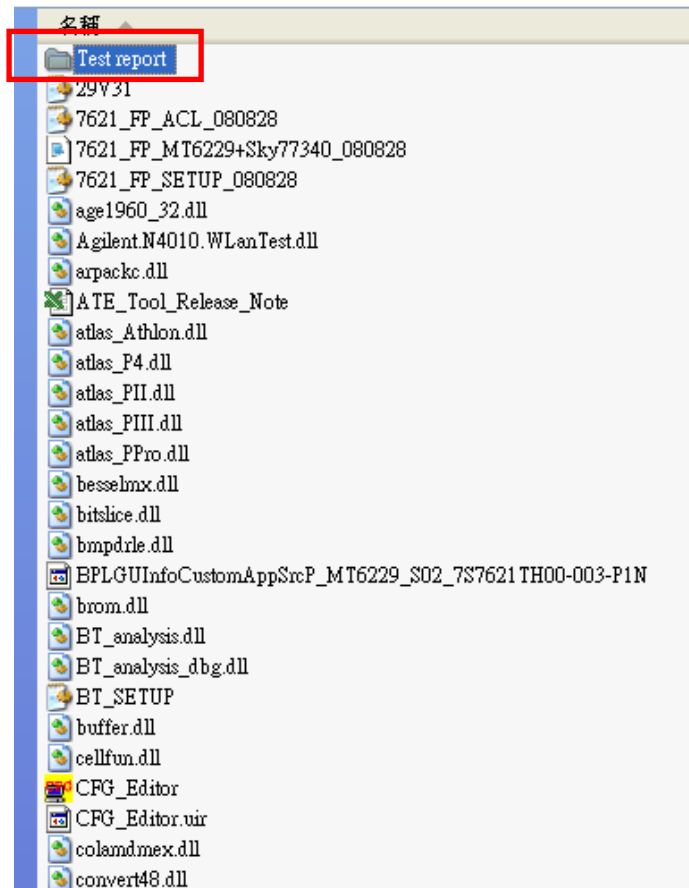 名稱
Test report
29V31
7621_FP_ACL_080828
7621_FP_MT6229+Sky77340_080828
7621_FP_SETUP_080828
age1960_32.dll
Agilent.N4010.WLanTest.dll
arpackc.dll
ATE_Tool_Release_Note
atlas_Athlon.dll
atlas_P4.dll
atlas_PII.dll
atlas_PIII.dll
atlas_PPro.dll
besselmx.dll
bitslice.dll
bmpdrle.dll
BPLGUInfoCustomAppSrcP_MT6229_S02_7S7621TH00-003-P1N
brom.dll
BT_analysis.dll
BT_analysis_dbg.dll
BT_SETUP
buffer.dll
cellfun.dll
CFG_Editor
CFG_Editor.uir
colamdmex.dll
convert48.dll